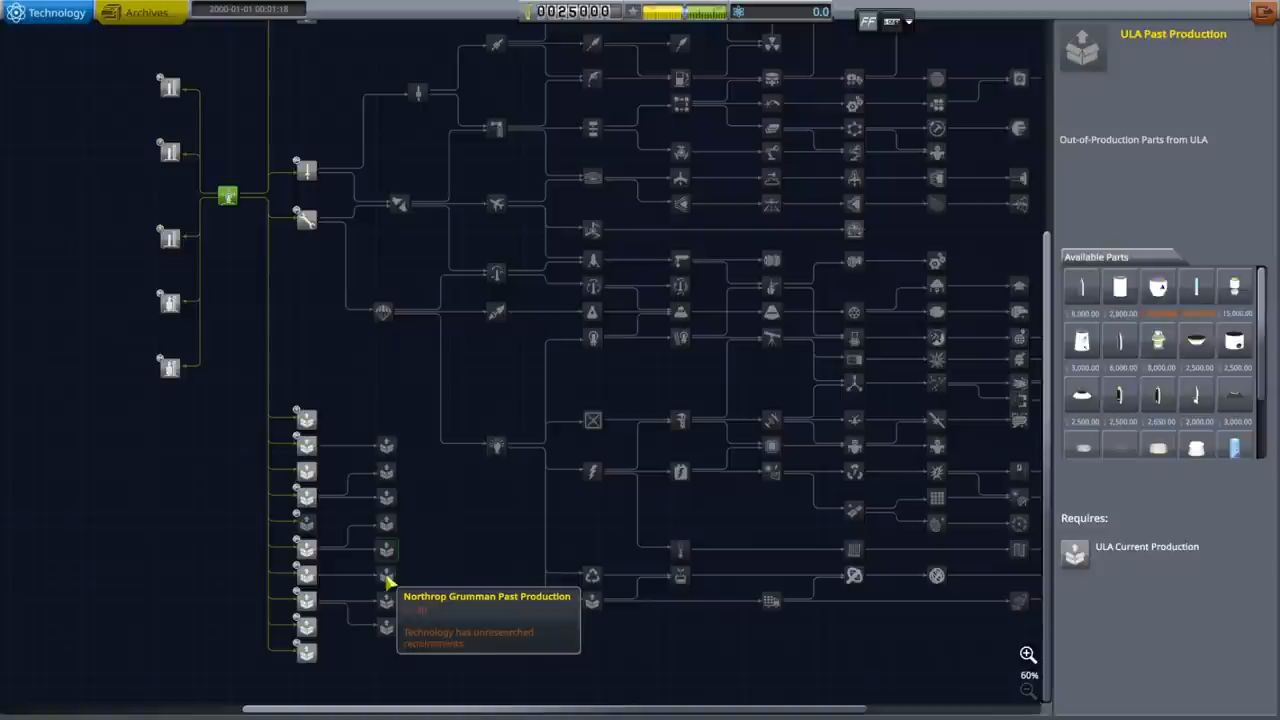 Technology
Archives
2000-01-01 00:01:18
0025000
0.0
FF
ULA Past Production
Out-of-Production Parts from ULA
Available Parts
2,800.00
15,000.00
3,000.00
6,000.00
8,000.00
2,500.00
2,500.00
2,500.00
2,500.00
2,650.00
2,000.00
3,000.00
Requires:
ULA Current Production
Northrop Grumman Past Production
Technology has unresearched
requirements.
60%